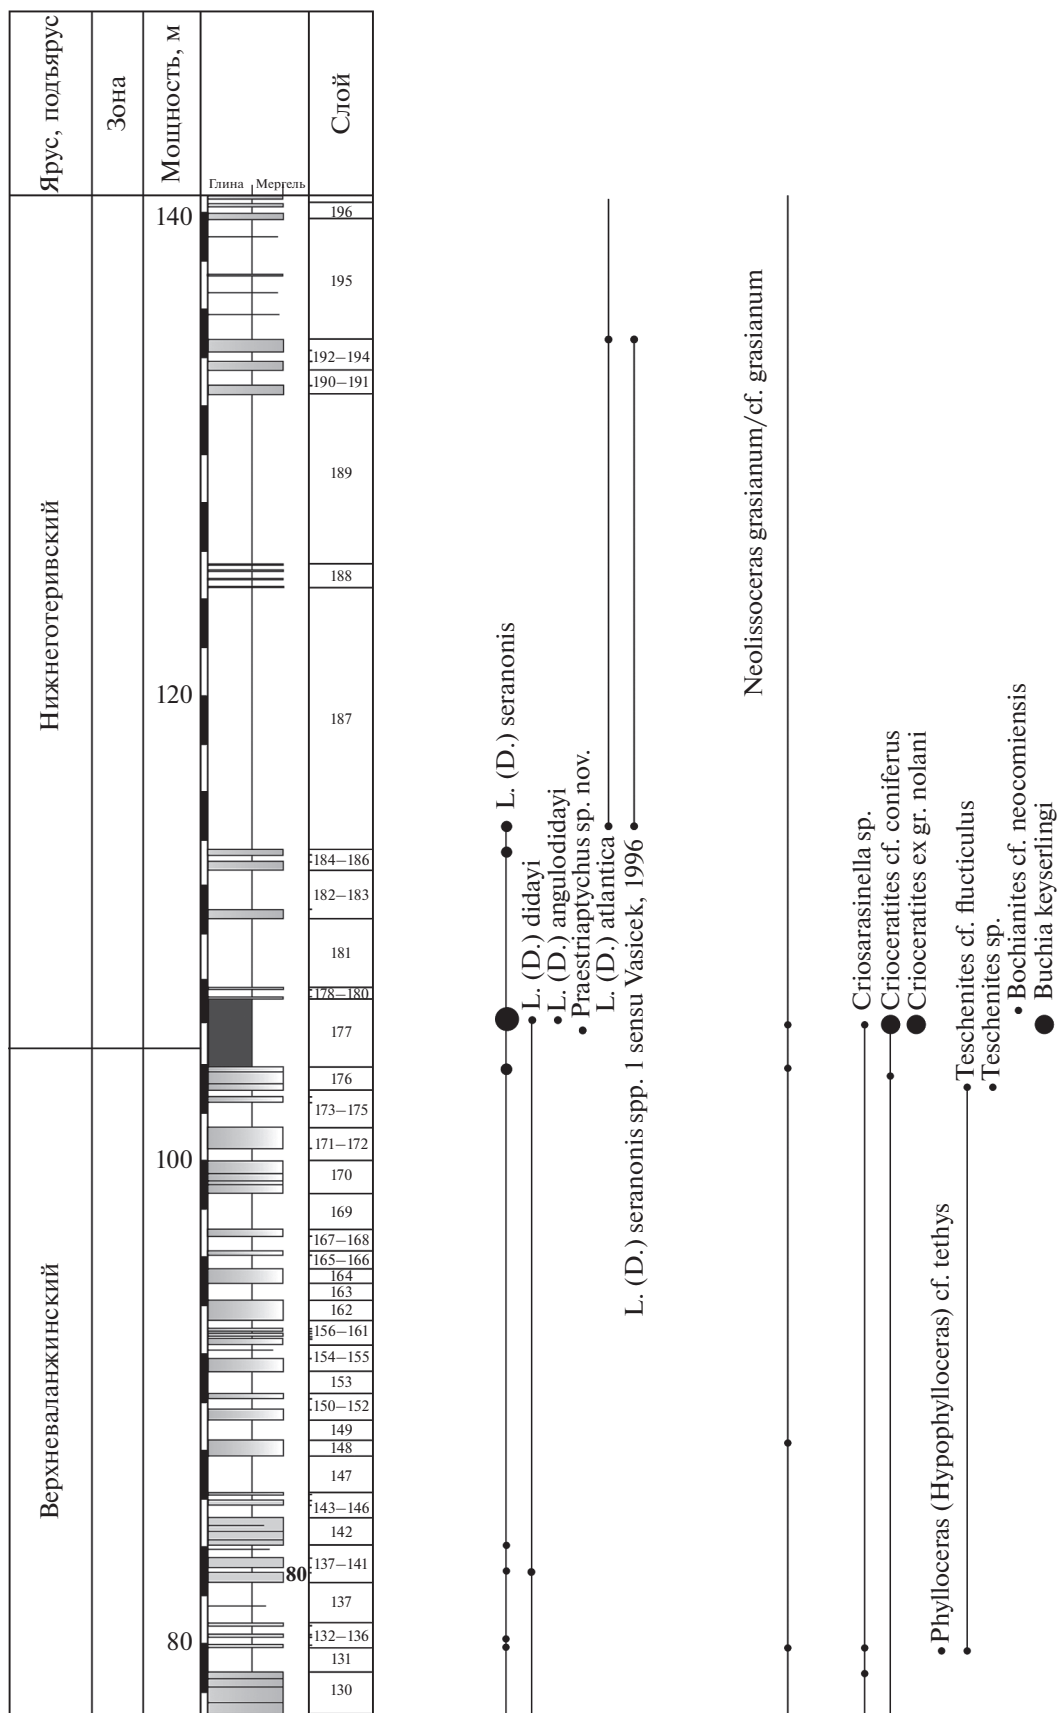 Ярус, подъярус
Зона
Мощность, м
Слой
Глина
Мергель
Нижнеготеривский
Верхневаланжинский
140
120
100
80
80
196
195
192–194
190–191
189
188
187
184–186
182–183
181
178–180
177
176
173–175
171–172
170
169
167–168
165–166
164
163
162
156–161
154–155
153
150–152
149
148
147
143–146
142
137–141
137
132–136
131
130
L. (D.) seranonis
L. (D.) didayi
L. (D.) angulodidayi
Praestriaptychus sp. nov.
L. (D.) atlantica
L. (D.) seranonis spp. 1 sensu Vasicek, 1996
Neolissoceras grasianum/cf. grasianum
Criosarasinella sp.
Crioceratites cf. coniferus
Crioceratites ex gr. nolani
Phylloceras (Hypophylloceras) cf. tethys
Teschenites cf. flucticulus
Teschenites sp.
Bochianites cf. neocomiensis
Buchia keyserlingi